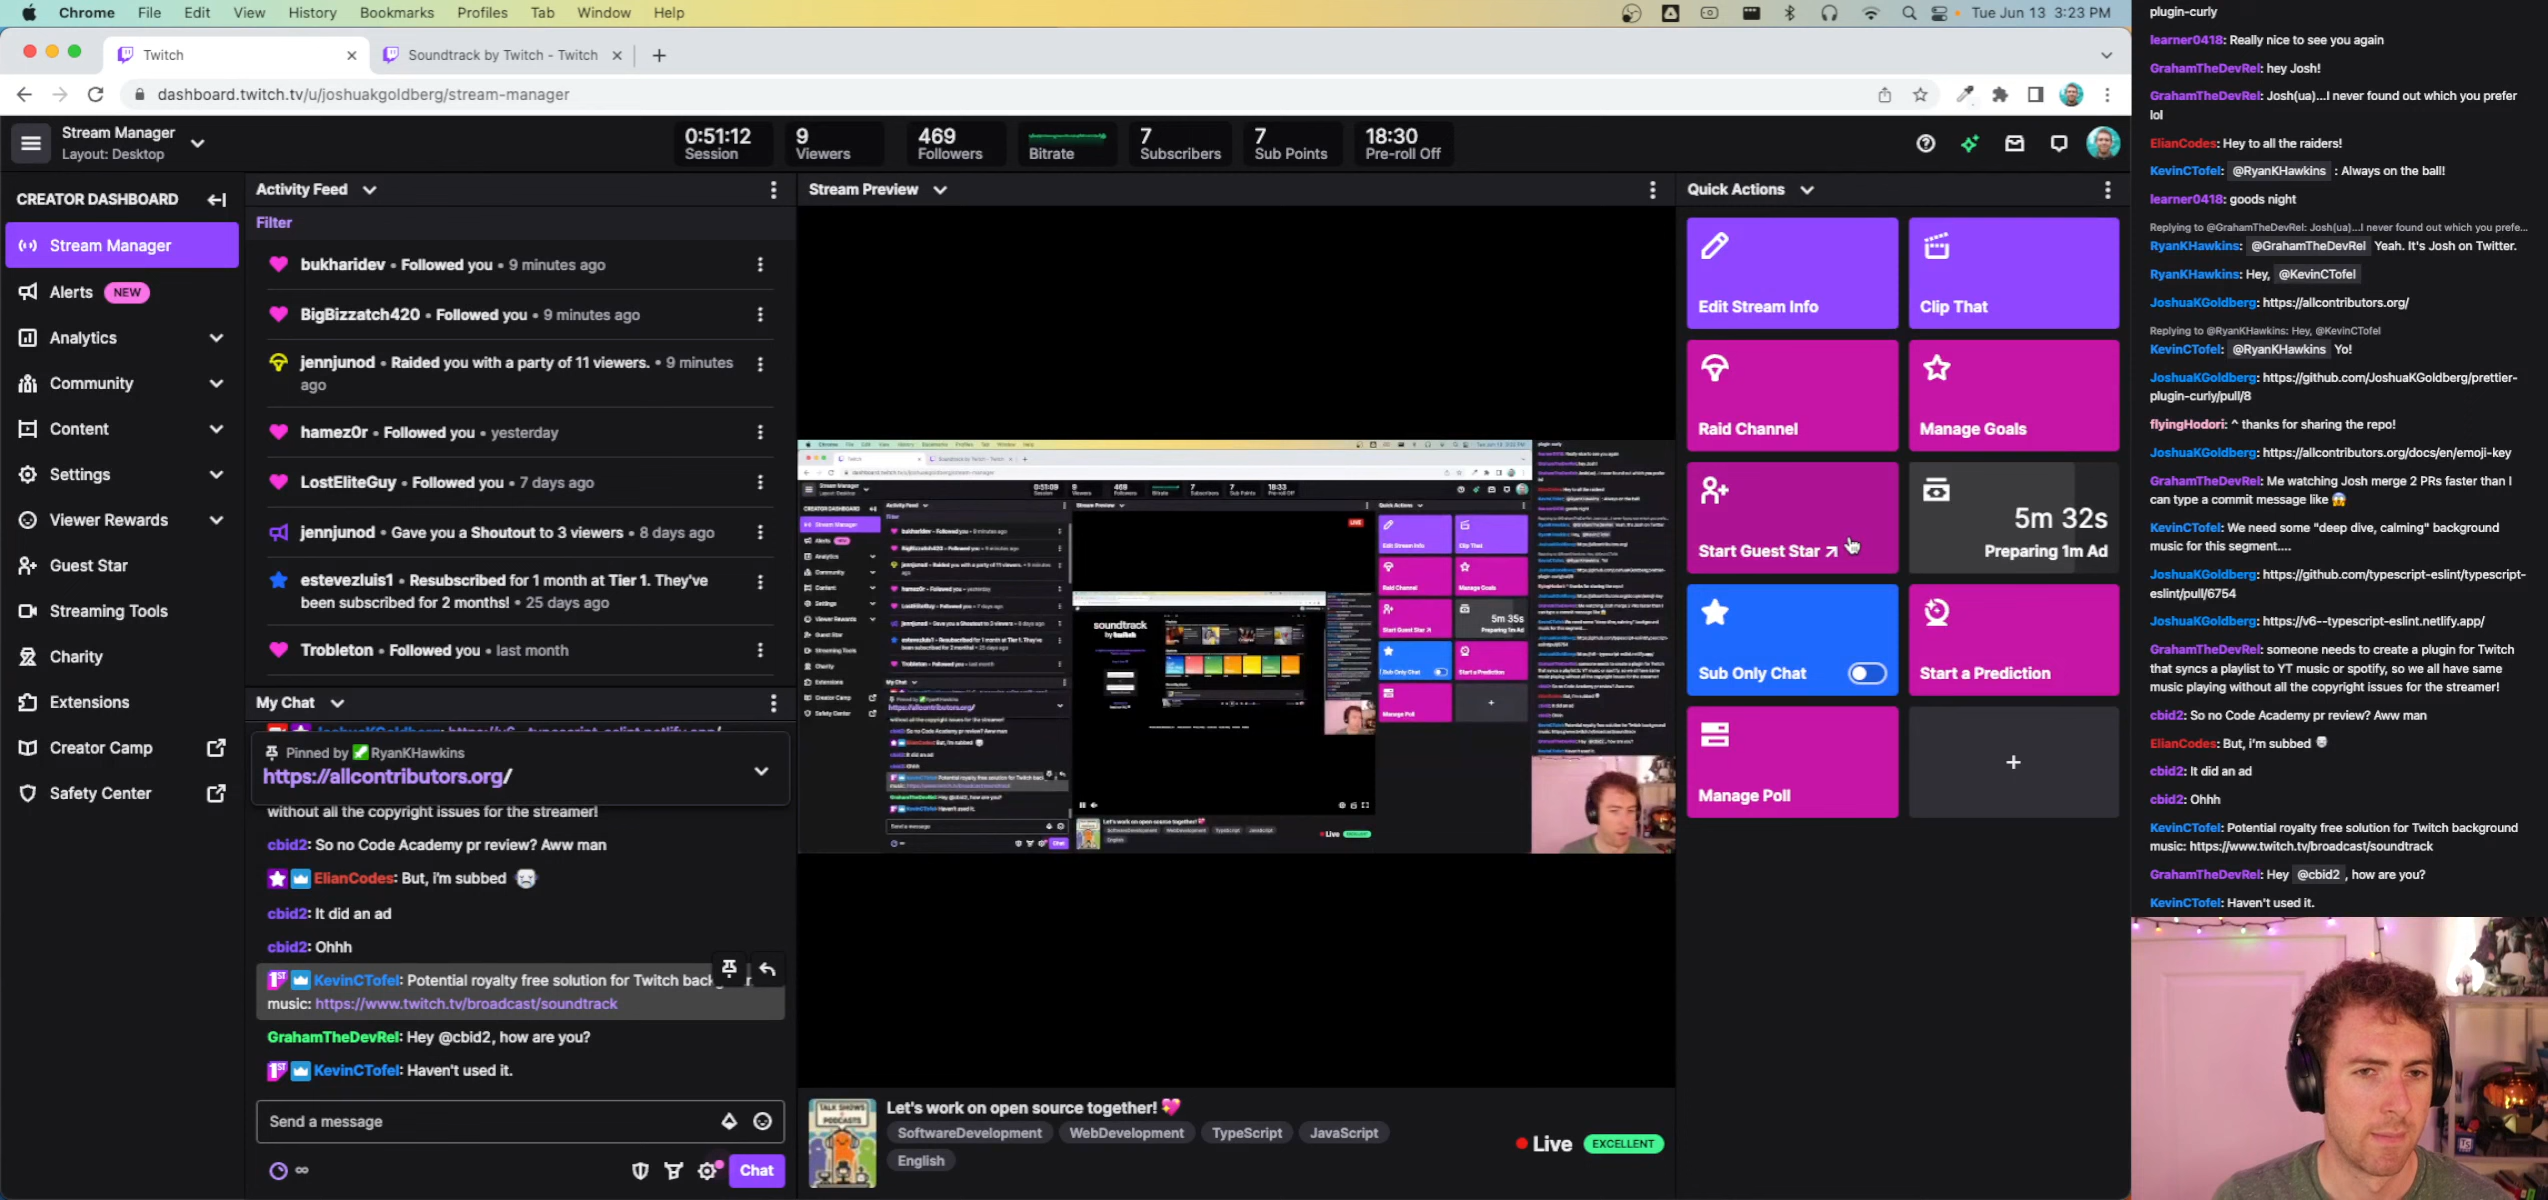 Chrome File Edit View History Bookmarks Profiles Tab Window Help
Tue Jun 13 3:23 PM
Twitch
Soundtrack by Twitch - Twitch
dashboard.twitch.tv/u/joshuakgoldberg/stream-manager
Stream Manager
Layout: Desktop
0:51:12
Session
9
Viewers
469
Followers
Bitrate
7
Subscribers
7
Sub Points
18:30
Pre-roll Off
CREATOR DASHBOARD
Stream Manager
Alerts NEW
Analytics
Community
Content
Settings
Viewer Rewards
Guest Star
Streaming Tools
Charity
Extensions
Creator Camp
Safety Center
Activity Feed
Filter
bukharidev • Followed you • 9 minutes ago
BigBizzatch420 • Followed you • 9 minutes ago
jennjunod • Raided you with a party of 11 viewers. • 9 minutes
ago
hamez0r • Followed you • yesterday
LostEliteGuy • Followed you • 7 days ago
jennjunod • Gave you a Shoutout to 3 viewers • 8 days ago
estevezluis1 • Resubscribed for 1 month at Tier 1. They've
been subscribed for 2 months! • 25 days ago
Trobleton • Followed you • last month
My Chat
Pinned by RyanKHawkins
https://allcontributors.org/
without all the copyright issues for the streamer!
cbid2: So no Code Academy pr review? Aww man
ElianCodes: But, i'm subbed
cbid2: It did an ad
cbid2: Ohhh
1ST KevinCTofel: Potential royalty free solution for Twitch
music: https://www.twitch.tv/broadcast/soundtrack
GrahamTheDevRel: Hey @cbid2, how are you?
1ST KevinCTofel: Haven't used it.
Send a message
Chat
Stream Preview
TALK SHOWS & PODCASTS
Let's work on open source together! 💖
SoftwareDevelopment WebDevelopment TypeScript JavaScript
English
Live EXCELLENT
Quick Actions
Edit Stream Info
Clip That
Raid Channel
Manage Goals
Start Guest Star
5m 32s
Preparing 1m Ad
Sub Only Chat
Start a Prediction
Manage Poll
plugin-curly
learner0418: Really nice to see you again
GrahamTheDevRel: hey Josh!
GrahamTheDevRel: Josh(ua)...I never found out which you prefer
lol
ElianCodes: Hey to all the raiders!
KevinCTofel: @RyanKHawkins : Always on the ball!
learner0418: goods night
Replying to @GrahamTheDevRel: Josh(ua)...I never found out which you prefe...
RyanKHawkins: @GrahamTheDevRel Yeah. It's Josh on Twitter.
RyanKHawkins: Hey, @KevinCTofel
JoshuaKGoldberg: https://allcontributors.org/
Replying to @RyanKHawkins: Hey, @KevinCTofel
KevinCTofel: @RyanKHawkins Yo!
JoshuaKGoldberg: https://github.com/JoshuaKGoldberg/prettier-
plugin-curly/pull/8
flyingHodori: ^ thanks for sharing the repo!
JoshuaKGoldberg: https://allcontributors.org/docs/en/emoji-key
GrahamTheDevRel: Me watching Josh merge 2 PRs faster than I
can type a commit message like 😱
KevinCTofel: We need some "deep dive, calming" background
music for this segment....
JoshuaKGoldberg: https://github.com/typescript-eslint/typescript-
eslint/pull/6754
JoshuaKGoldberg: https://v6--typescript-eslint.netlify.app/
GrahamTheDevRel: someone needs to create a plugin for Twitch
that syncs a playlist to YT music or spotify, so we all have same
music playing without all the copyright issues for the streamer!
cbid2: So no Code Academy pr review? Aww man
ElianCodes: But, i'm subbed
cbid2: It did an ad
cbid2: Ohhh
KevinCTofel: Potential royalty free solution for Twitch background
music: https://www.twitch.tv/broadcast/soundtrack
GrahamTheDevRel: Hey @cbid2 , how are you?
KevinCTofel: Haven't used it.